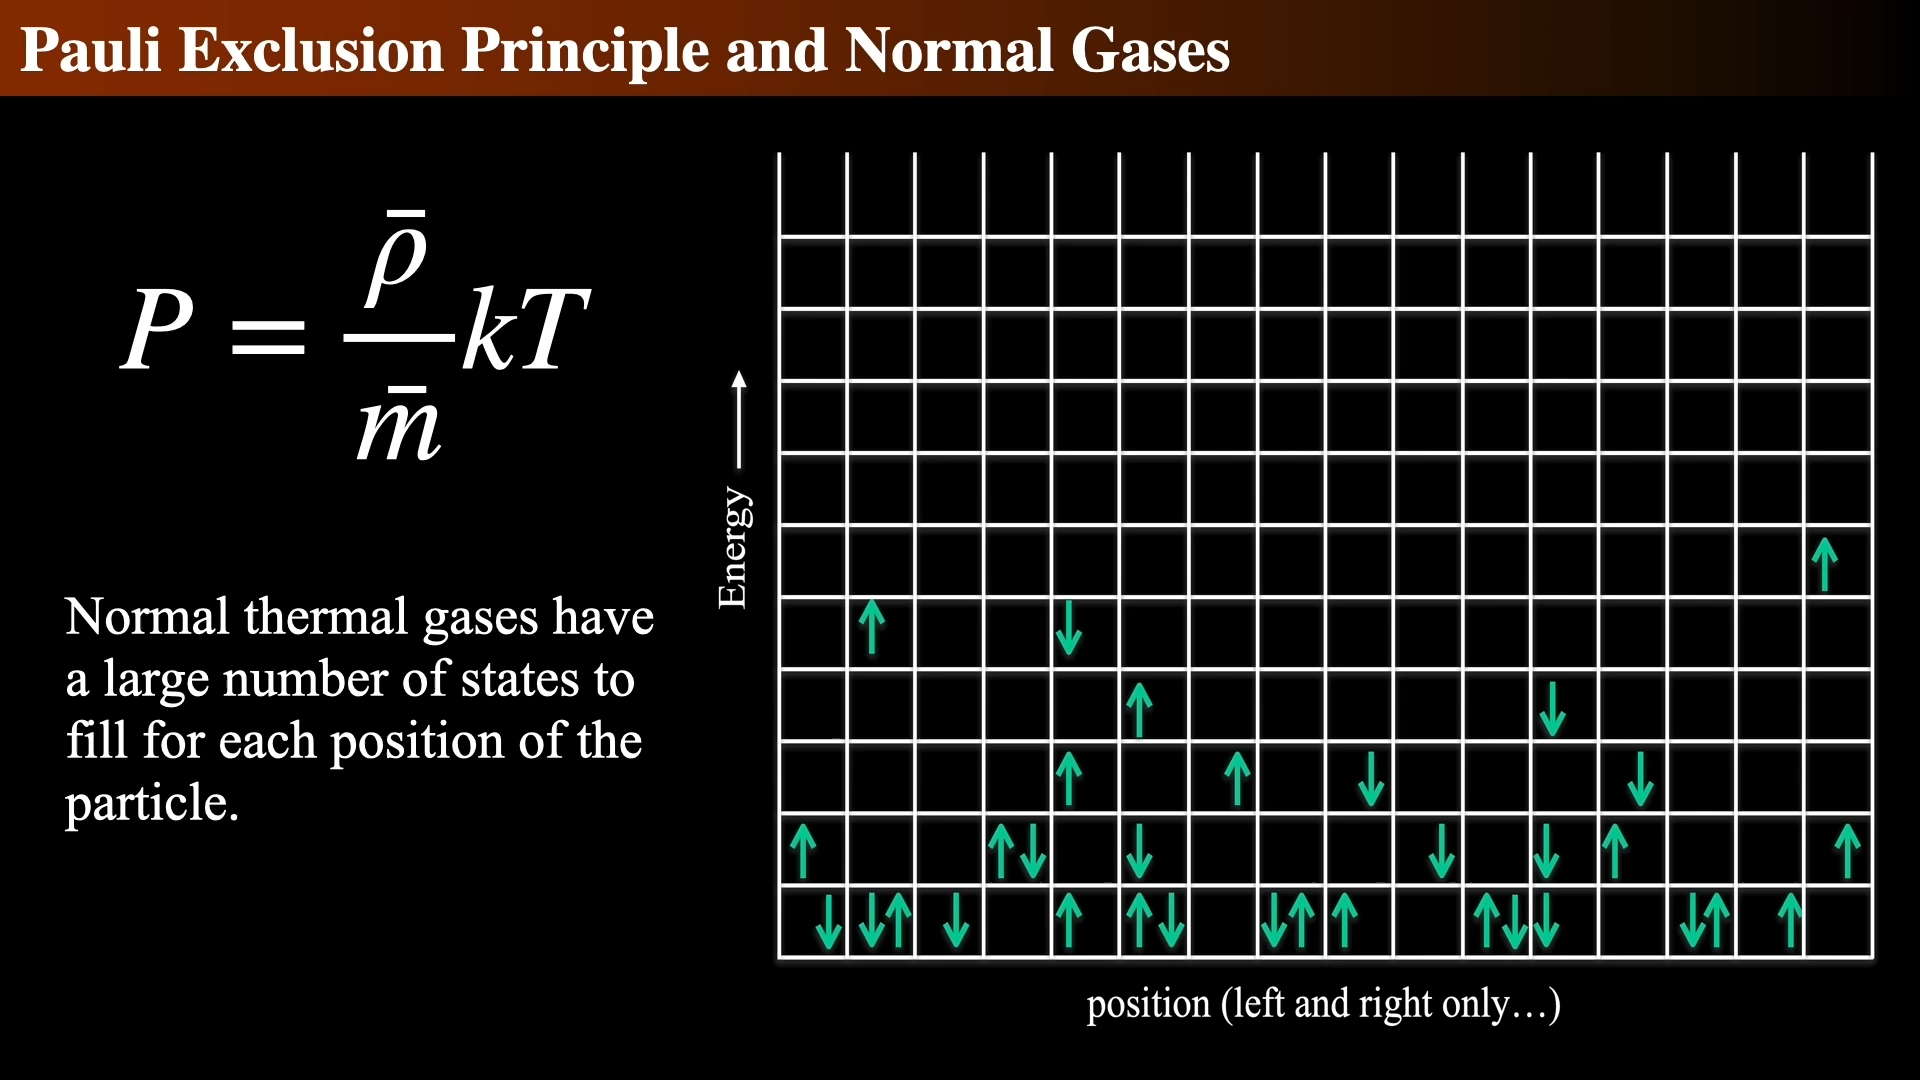 Pauli Exclusion Principle and Normal Gases
P = ρ̄/m̄ kT
Normal thermal gases have
a large number of states to
fill for each position of the
particle.
Energy
position (left and right only…)